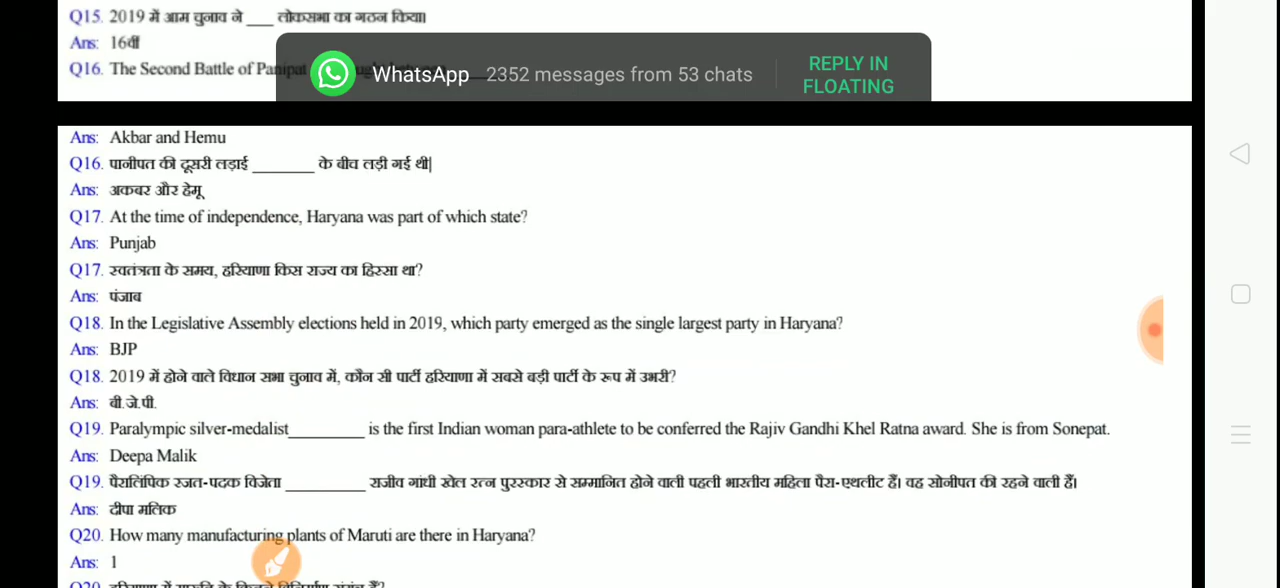 Q15. 2019 में आम चुनाव ने ___ लोकसभा का गठन किया।
Ans: 16वीं
Q16. The Second Battle of Panipat
WhatsApp 2352 messages from 53 chats
REPLY IN
FLOATING
Ans: Akbar and Hemu
Q16. पानीपत की दूसरी लड़ाई _______ के बीच लड़ी गई थी|
Ans: अकबर और हेमू
Q17. At the time of independence, Haryana was part of which state?
Ans: Punjab
Q17. स्वतंत्रता के समय, हरियाणा किस राज्य का हिस्सा था?
Ans: पंजाब
Q18. In the Legislative Assembly elections held in 2019, which party emerged as the single largest party in Haryana?
Ans: BJP
Q18. 2019 में होने वाले विधान सभा चुनाव में, कौन सी पार्टी हरियाणा में सबसे बड़ी पार्टी के रूप में उभरी?
Ans: बी.जे.पी.
Q19. Paralympic silver-medalist_________ is the first Indian woman para-athlete to be conferred the Rajiv Gandhi Khel Ratna award. She is from Sonepat.
Ans: Deepa Malik
Q19. पैरालिंपिक रजत-पदक विजेता _________ राजीव गांधी खेल रत्न पुरस्कार से सम्मानित होने वाली पहली भारतीय महिला पैरा-एथलीट हैं। वह सोनीपत की रहने वाली हैं।
Ans: दीपा मलिक
Q20. How many manufacturing plants of Maruti are there in Haryana?
Ans: 1
Q20. हरियाणा में मारुति के कितने विनिर्माण संयंत्र हैं?